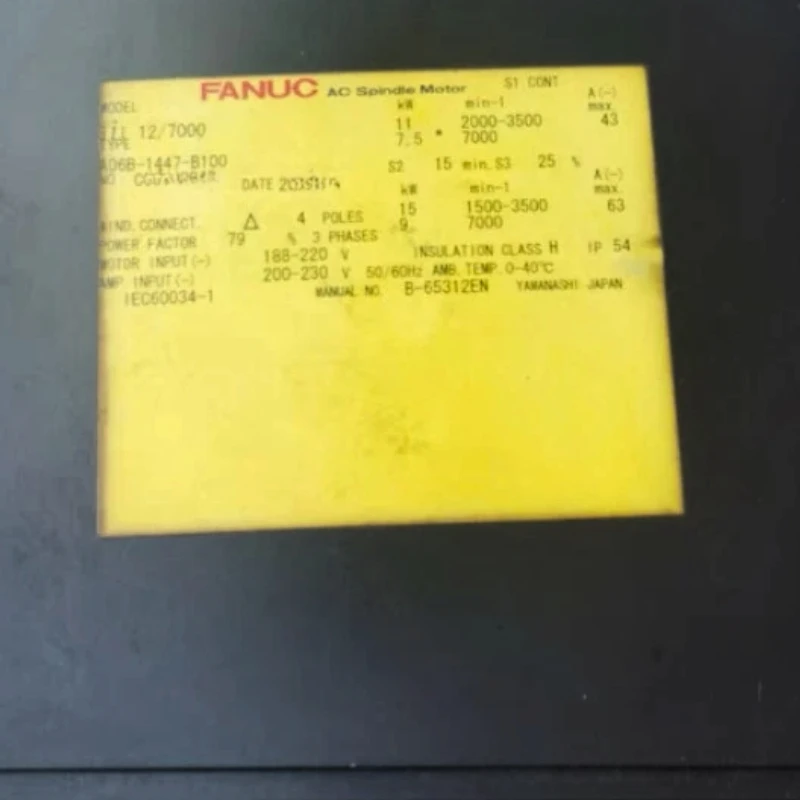 FANUC AC Spindle Motor S1 CONT
MODEL kW min-1 A(~) max.
12/7000 11 2000-3500 43
TYPE 7.5 * 7000
A06B-1447-B100 S2 15 min. S3 25 %
NO DATE kW min-1 A(~) max.
15 1500-3500 63
WIND. CONNECT. △ 4 POLES 9 7000
POWER FACTOR 79 % 3 PHASES
MOTOR INPUT(~) 188-220 V INSULATION CLASS H IP 54
AMP INPUT(~) 200-230 V 50/60Hz AMB. TEMP. 0-40℃
IEC60034-1 MANUAL NO. B-65312EN YAMANASHI JAPAN